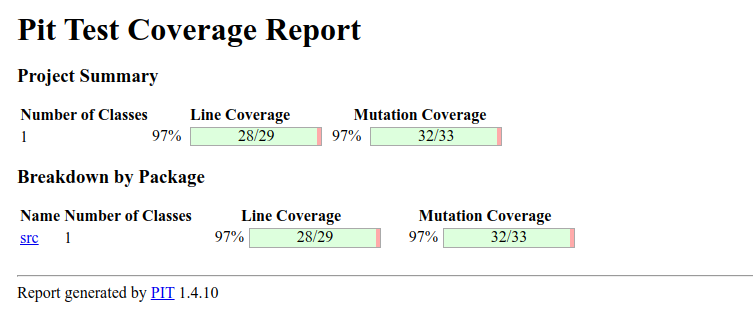 Pit Test Coverage Report
Project Summary
Number of Classes Line Coverage Mutation Coverage
1 97% 28/29 97% 32/33
Breakdown by Package
Name Number of Classes Line Coverage Mutation Coverage
src 1 97% 28/29 97% 32/33
Report generated by PIT 1.4.10